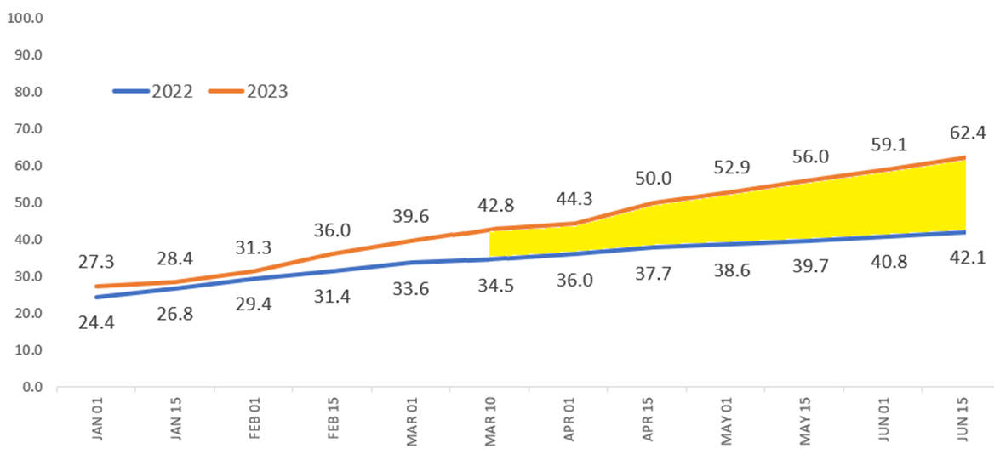 100.0
90.0
80.0
70.0
60.0
50.0
40.0
30.0
20.0
10.0
0.0
2022 2023
27.3 28.4 31.3 36.0 39.6 42.8 44.3 50.0 52.9 56.0 59.1 62.4
24.4 26.8 29.4 31.4 33.6 34.5 36.0 37.7 38.6 39.7 40.8 42.1
JAN 01
JAN 15
FEB 01
FEB 15
MAR 01
MAR 10
APR 01
APR 15
MAY 01
MAY 15
JUN 01
JUN 15